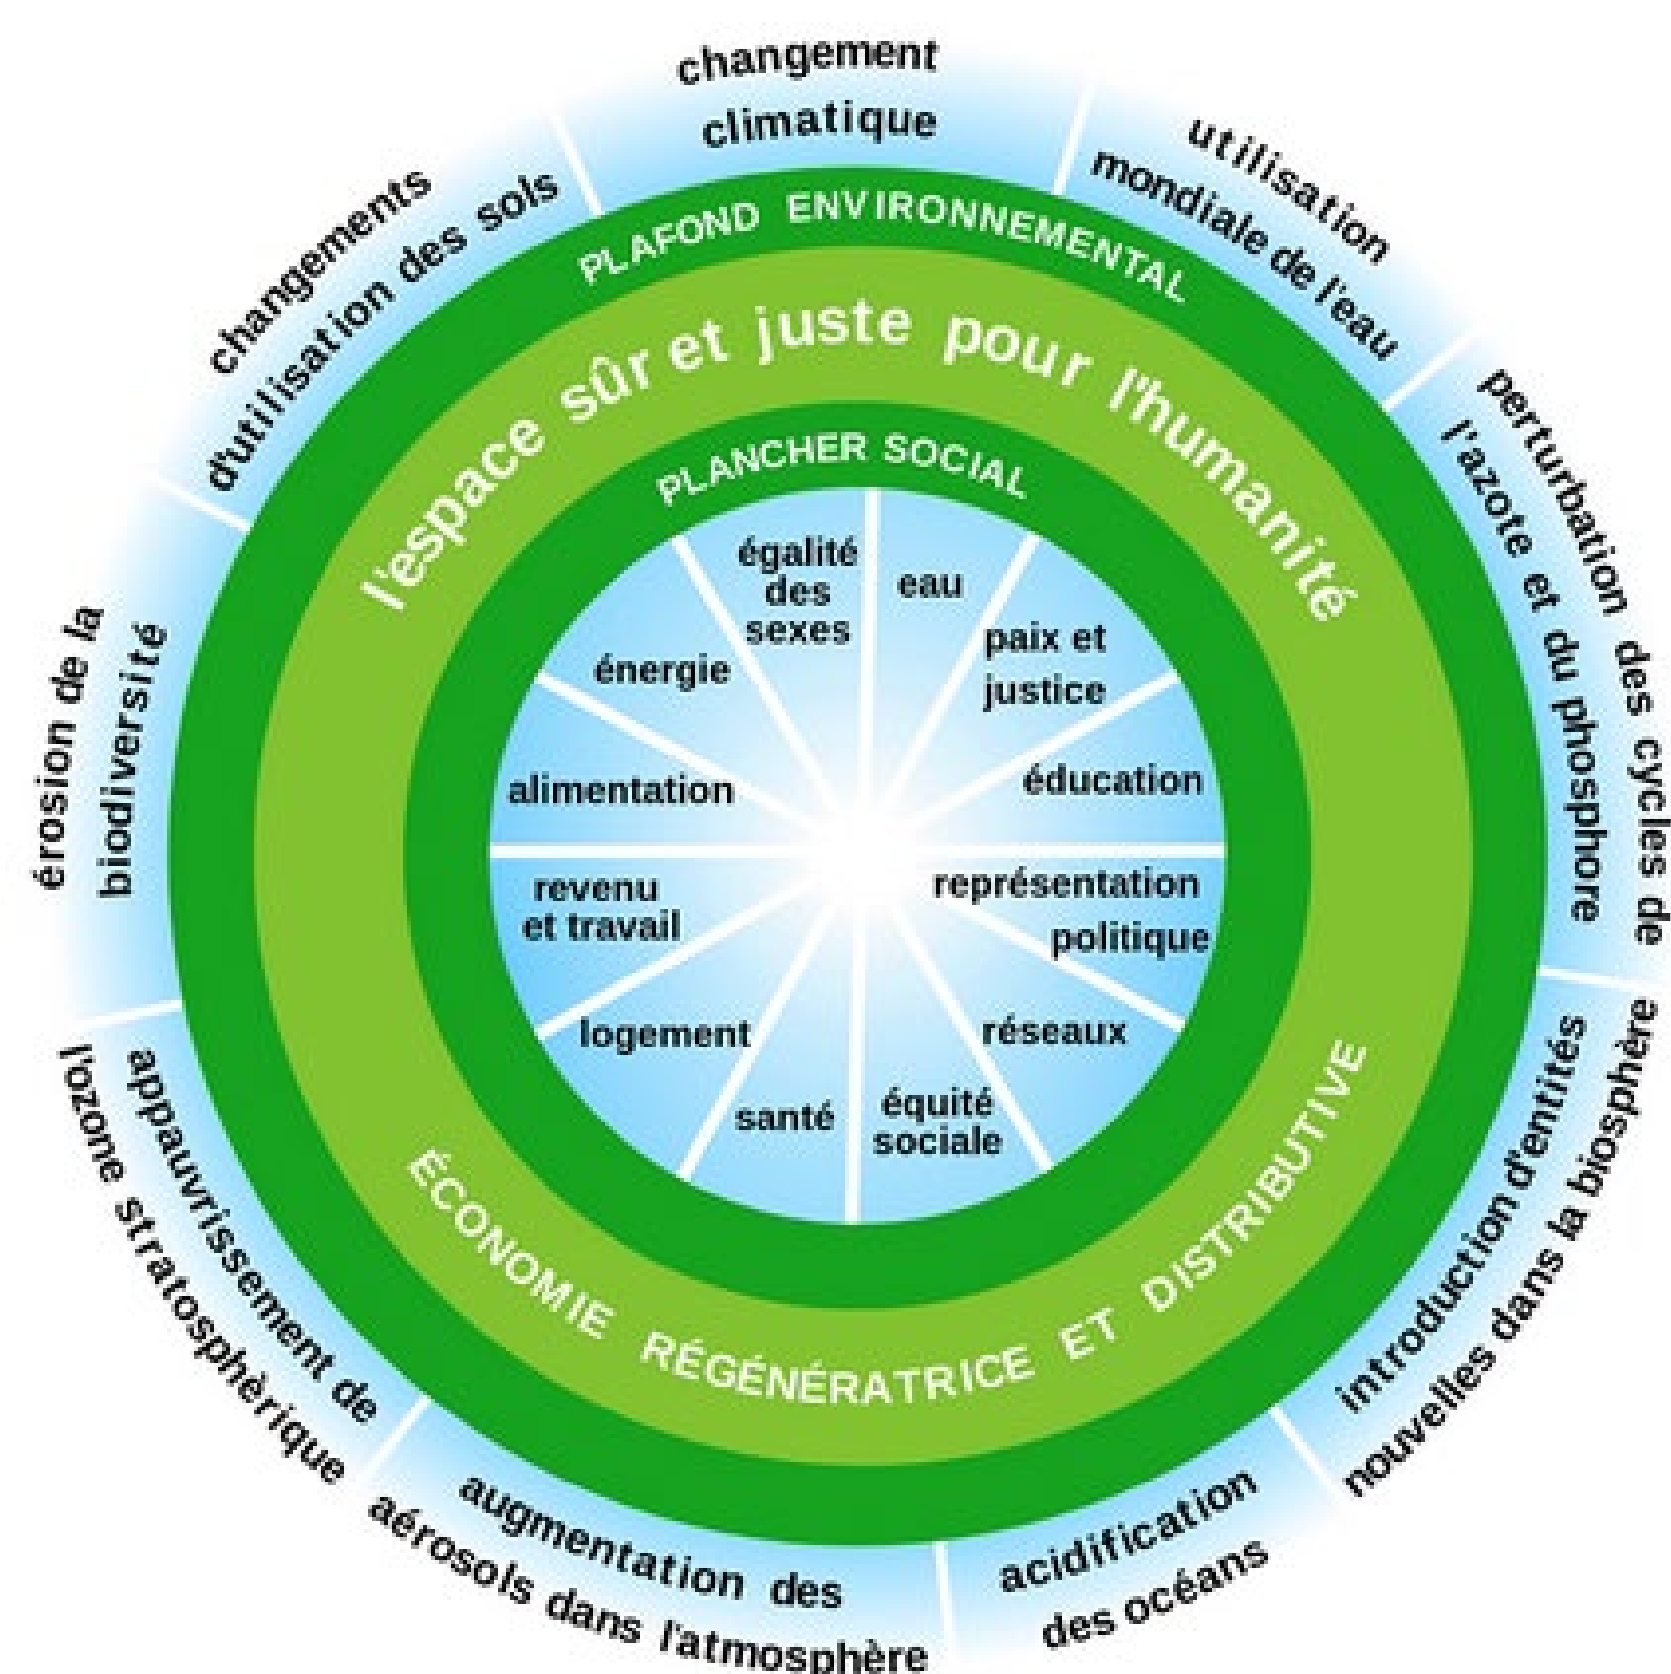 changement
climatique
utilisation
mondiale de l'eau
perturbation des cycles de
l'azote et du phosphore
introduction d'entités
nouvelles dans la biosphère
acidification
des océans
augmentation des
aérosols dans l'atmosphère
appauvrissement de
l'ozone stratosphèrique
érosion de la
biodiversité
changements
d'utilisation des sols
PLAFOND ENVIRONNEMENTAL
l'espace sûr et juste pour l'humanité
PLANCHER SOCIAL
eau
paix et
justice
éducation
représentation
politique
réseaux
équité
sociale
santé
logement
revenu
et travail
alimentation
énergie
égalité
des
sexes
ÉCONOMIE RÉGÉNÉRATRICE ET DISTRIBUTIVE